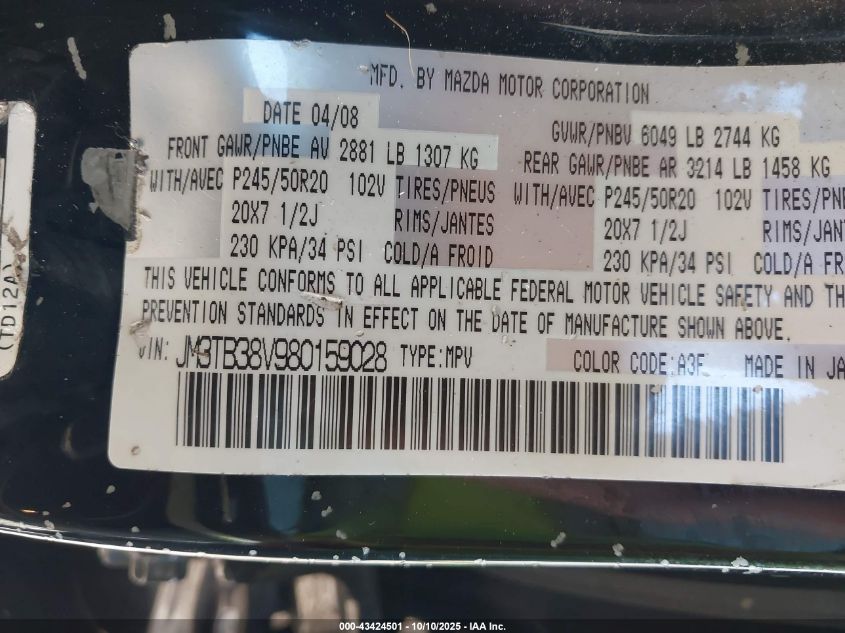 MFD. BY MAZDA MOTOR CORPORATION
DATE 04/08
GVWR/PNBV 6049 LB 2744 KG
FRONT GAWR/PNBE AV 2881 LB 1307 KG
REAR GAWR/PNBE AR 3214 LB 1458 KG
WITH/AVEC P245/50R20 102V TIRES/PNEUS WITH/AVEC P245/50R20 102V TIRES/PNE
20X7 1/2J RIMS/JANTES 20X7 1/2J RIMS/JANT
230 KPA/34 PSI COLD/A FROID 230 KPA/34 PSI COLD/A FROI
THIS VEHICLE CONFORMS TO ALL APPLICABLE FEDERAL MOTOR VEHICLE SAFETY AND TH
PREVENTION STANDARDS IN EFFECT ON THE DATE OF MANUFACTURE SHOWN ABOVE.
VIN: JM3TB38V980159028 TYPE:MPV COLOR CODE:A3F MADE IN JA
(TD12A)
000-43424501 - 10/10/2025 - IAA Inc.